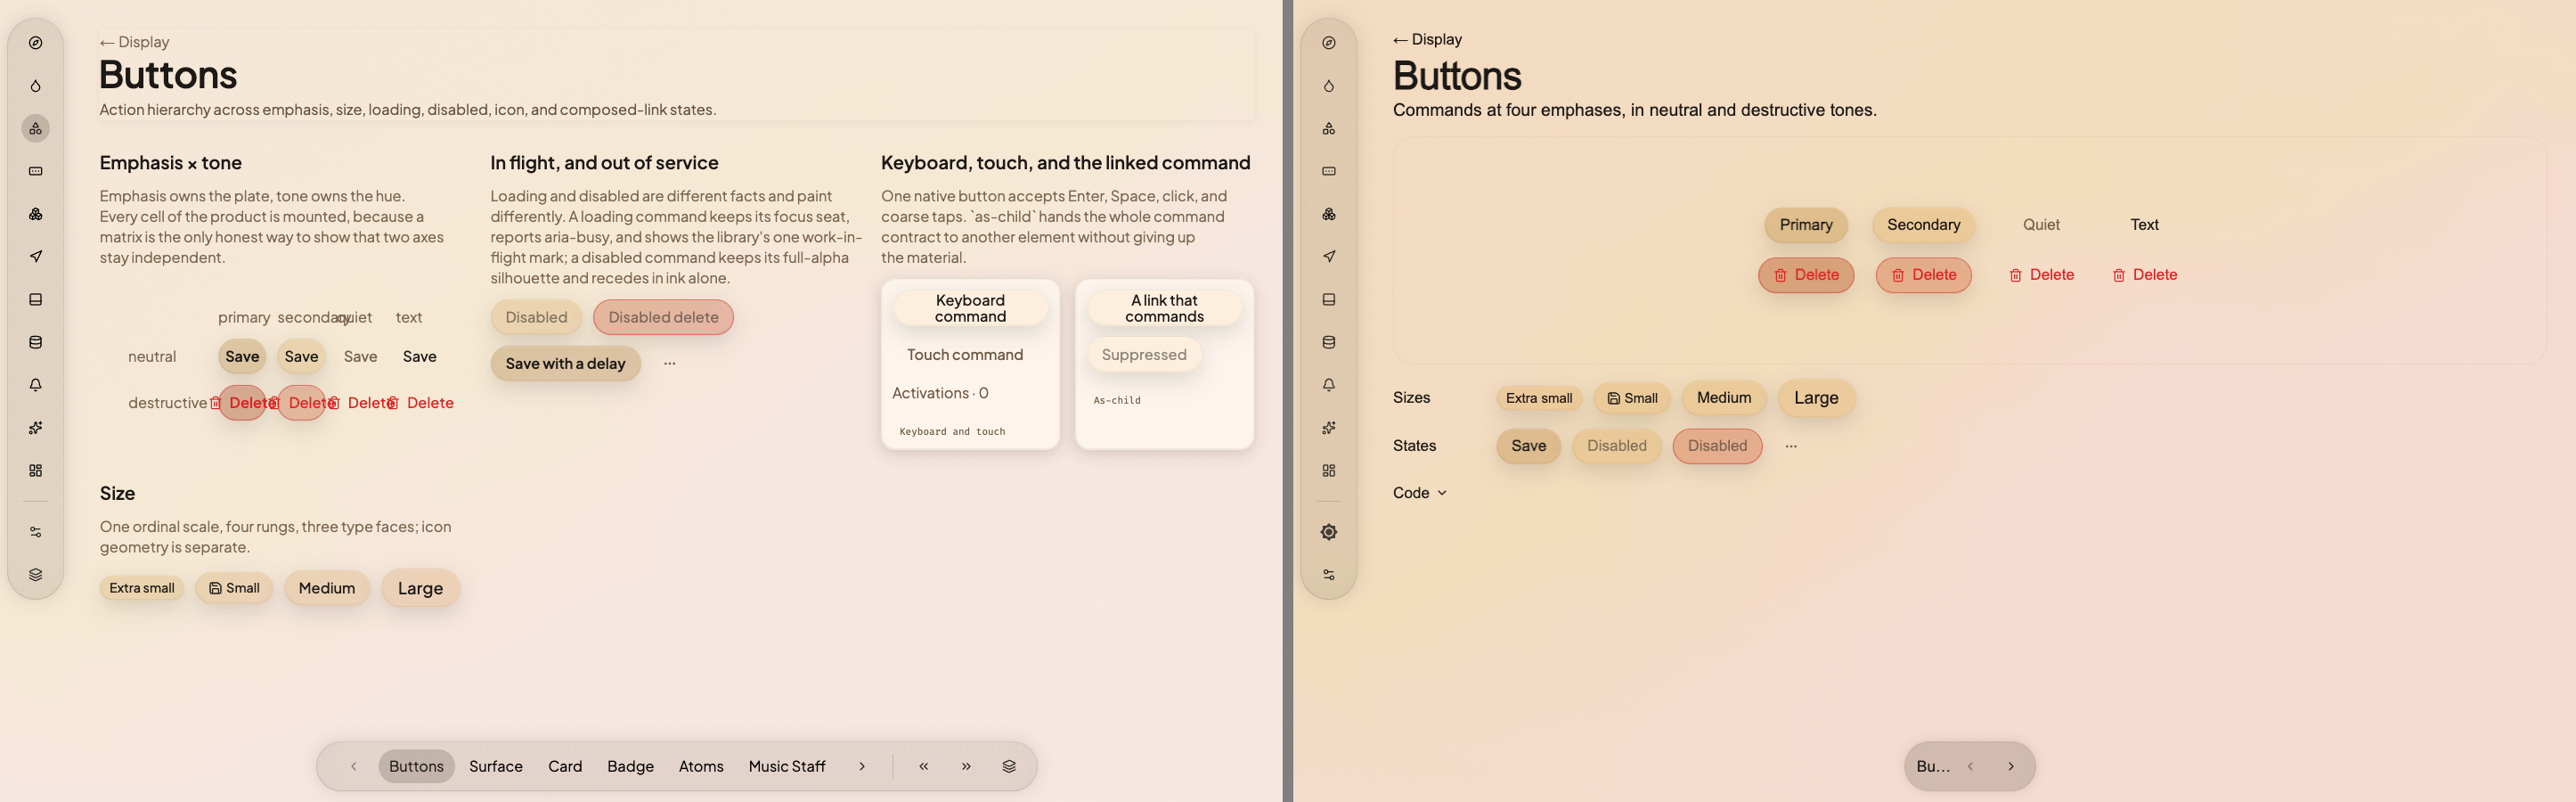 ← Display
Buttons
Action hierarchy across emphasis, size, loading, disabled, icon, and composed-link states.
Emphasis × tone
Emphasis owns the plate, tone owns the hue.
Every cell of the product is mounted, because a
matrix is the only honest way to show that two axes
stay independent.
primary secondary quiet text
neutral Save Save Save Save
destructive Delete Delete Delete Delete
In flight, and out of service
Loading and disabled are different facts and paint
differently. A loading command keeps its focus seat,
reports aria-busy, and shows the library's one work-in-
flight mark; a disabled command keeps its full-alpha
silhouette and recedes in ink alone.
Disabled Disabled delete
Save with a delay ...
Keyboard, touch, and the linked command
One native button accepts Enter, Space, click, and
coarse taps. `as-child` hands the whole command
contract to another element without giving up
the material.
Keyboard
command
Touch command
Activations · 0
Keyboard and touch
A link that
commands
Suppressed
As-child
Size
One ordinal scale, four rungs, three type faces; icon
geometry is separate.
Extra small Small Medium Large
Buttons Surface Card Badge Atoms Music Staff
← Display
Buttons
Commands at four emphases, in neutral and destructive tones.
Primary Secondary Quiet Text
Delete Delete Delete Delete
Sizes Extra small Small Medium Large
States Save Disabled Disabled ...
Code
Bu...